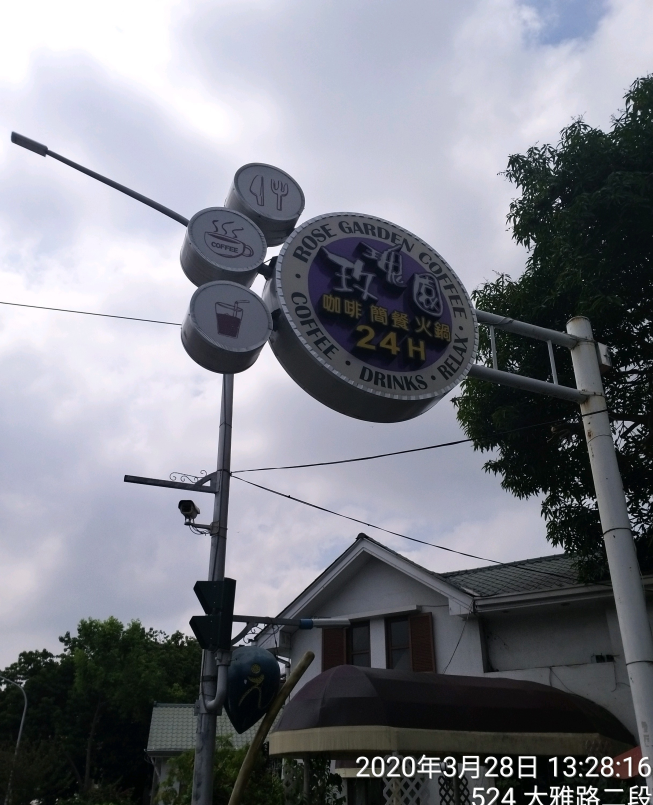 COFFEE
ROSE GARDEN COFFEE
玫瑰園
咖啡 簡餐 火鍋
24H
COFFEE · DRINKS · RELAX
2020年3月28日 13:28:16
524 大雅路二段